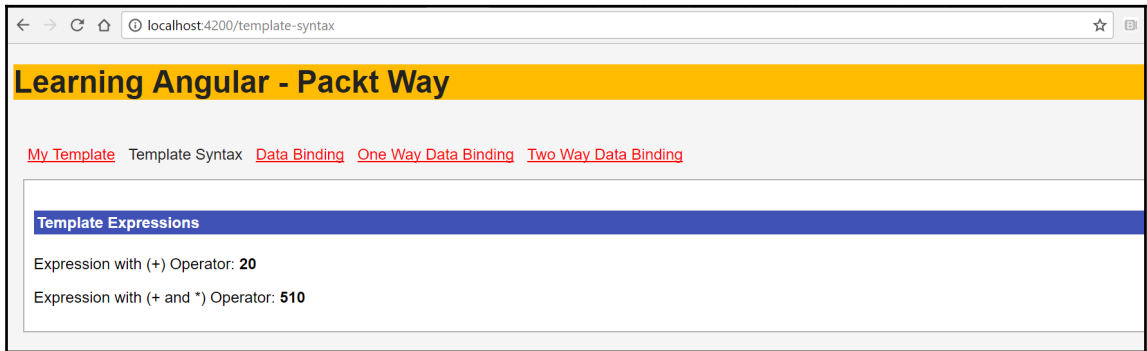 localhost:4200/template-syntax
Learning Angular - Packt Way
My Template Template Syntax Data Binding One Way Data Binding Two Way Data Binding
Template Expressions
Expression with (+) Operator: 20
Expression with (+ and *) Operator: 510